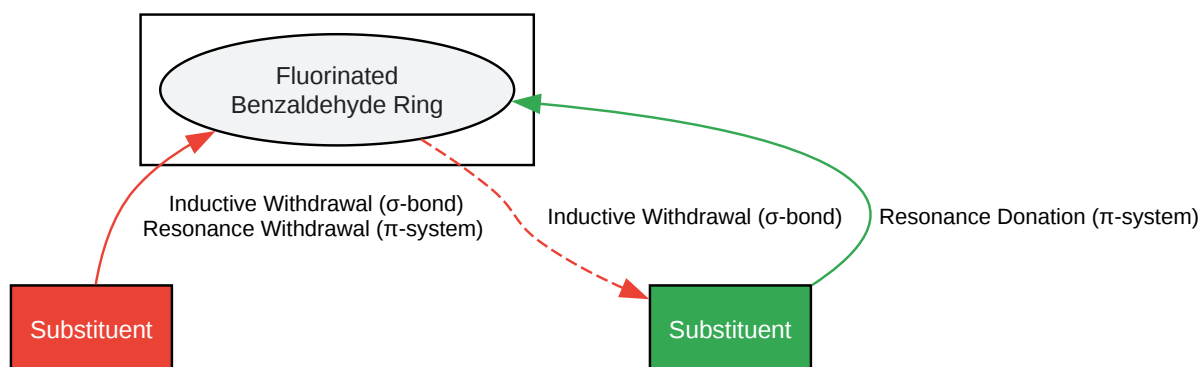 Fluorinated
Benzaldehyde Ring
Inductive Withdrawal (σ-bond)
Resonance Withdrawal (π-system)
Inductive Withdrawal (σ-bond)
Resonance Donation (π-system)
Substituent
Substituent